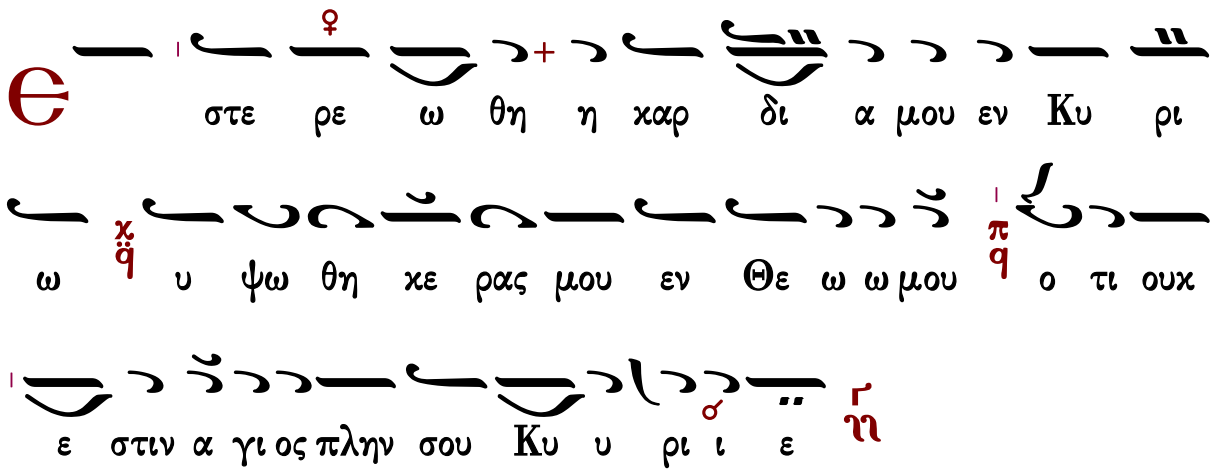 Ε στε ρε ω θη η καρ δι α μου εν Κυ ρι
ω υ ψω θη κε ρας μου εν Θε ω ω μου ο τι ουκ
ε στιν α γι ος πλην σου Κυ υ ρι ι ε